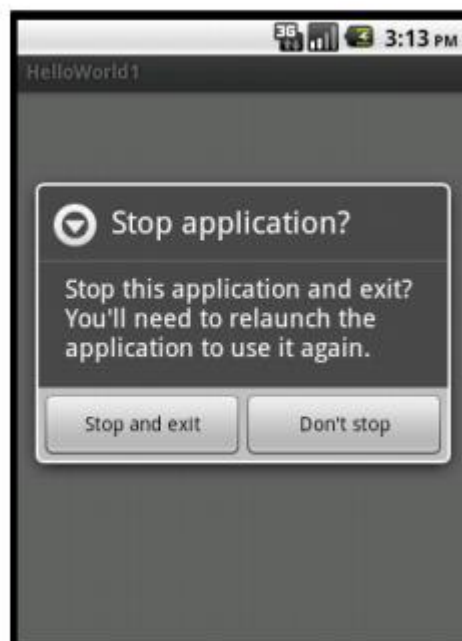 3G
3:13 PM
HelloWorld1
Stop application?
Stop this application and exit?
You'll need to relaunch the
application to use it again.
Stop and exit
Don't stop